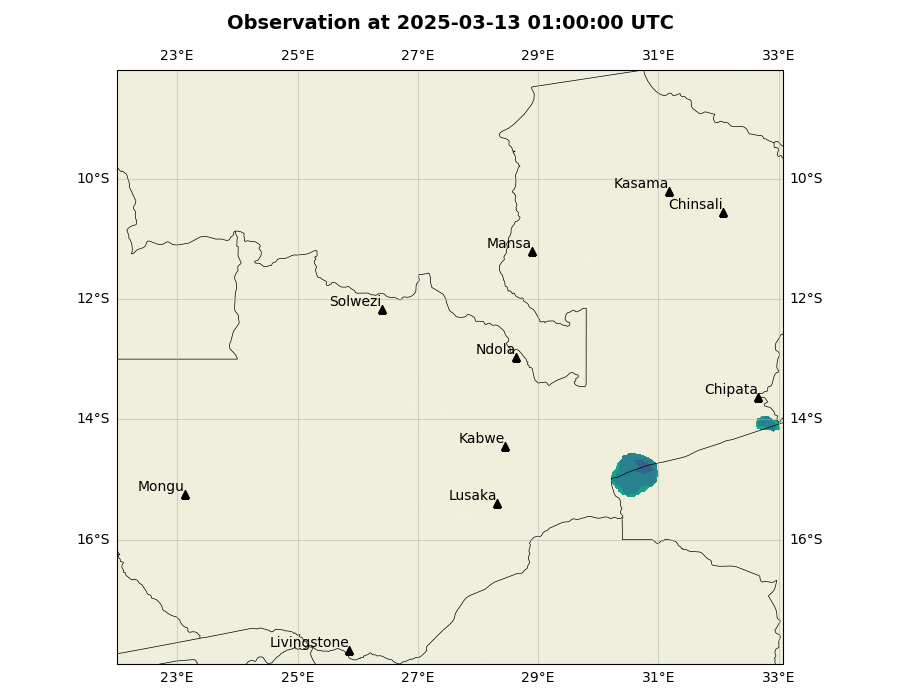 Observation at 2025-03-13 01:00:00 UTC
23°E 25°E 27°E 29°E 31°E 33°E
10°S 10°S
Kasama
Chinsali
Mansa
12°S 12°S
Solwezi
Ndola
Chipata
14°S 14°S
Kabwe
Mongu
Lusaka
16°S 16°S
Livingstone
23°E 25°E 27°E 29°E 31°E 33°E